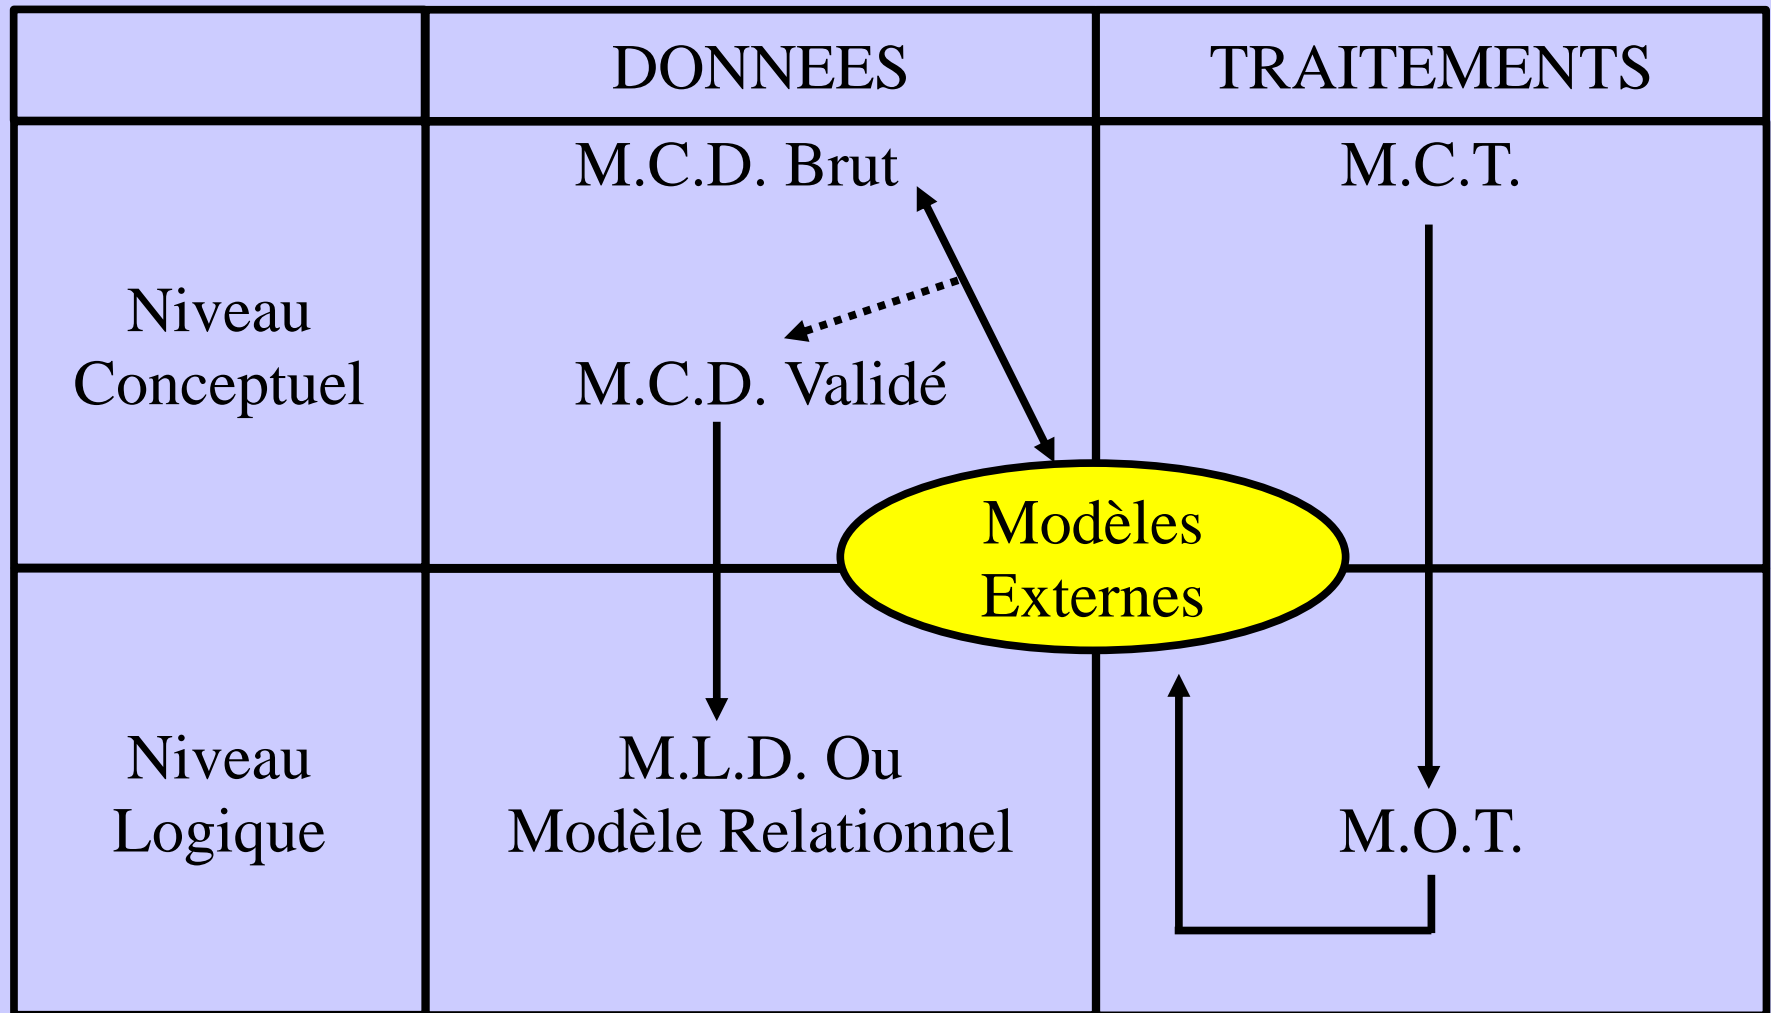 DONNEES
TRAITEMENTS
Niveau
Conceptuel
M.C.D. Brut
M.C.D. Validé
M.C.T.
Modèles
Externes
Niveau
Logique
M.L.D. Ou
Modèle Relationnel
M.O.T.